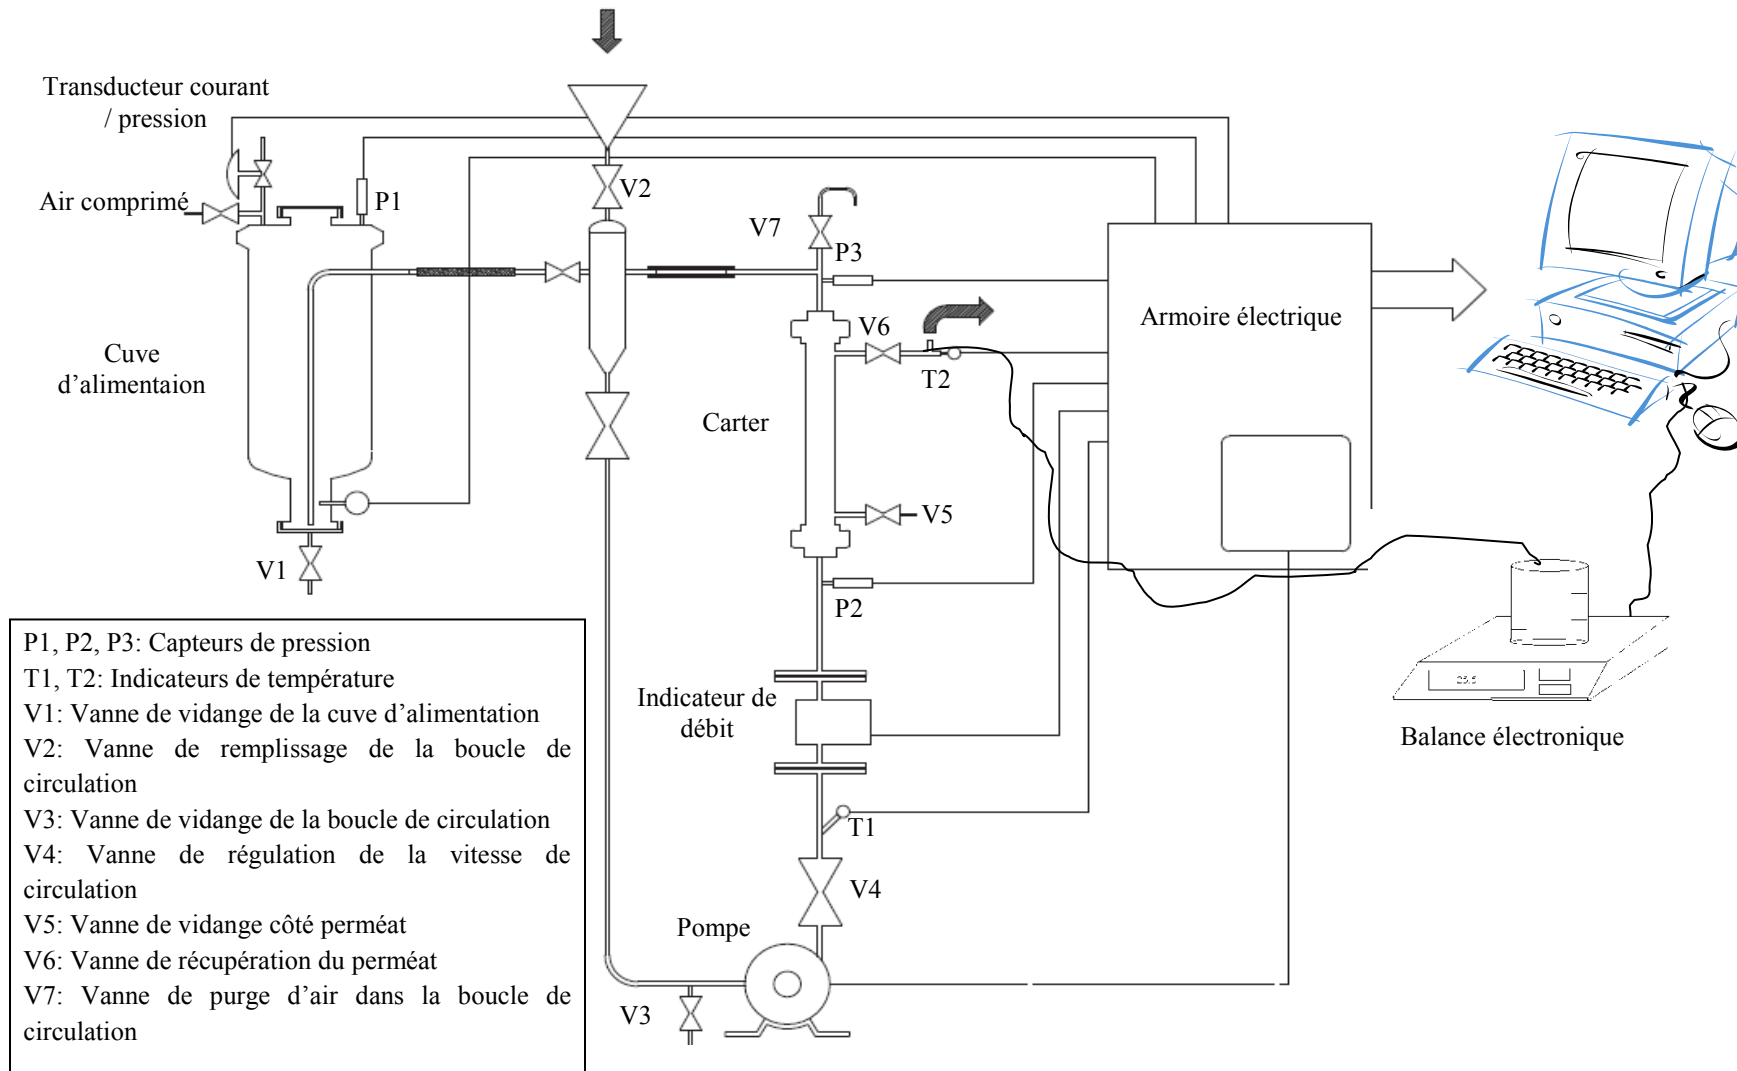 Transducteur courant
/ pression
Air comprimé
P1
V2
V7
P3
V6
T2
Armoire électrique
Cuve
d’alimentaion
Carter
V5
V1
P2
P1, P2, P3: Capteurs de pression
T1, T2: Indicateurs de température
V1: Vanne de vidange de la cuve d’alimentation
V2: Vanne de remplissage de la boucle de
circulation
V3: Vanne de vidange de la boucle de circulation
V4: Vanne de régulation de la vitesse de
circulation
V5: Vanne de vidange côté perméat
V6: Vanne de récupération du perméat
V7: Vanne de purge d’air dans la boucle de
circulation
Indicateur de
débit
25.5
Balance électronique
T1
V4
Pompe
V3